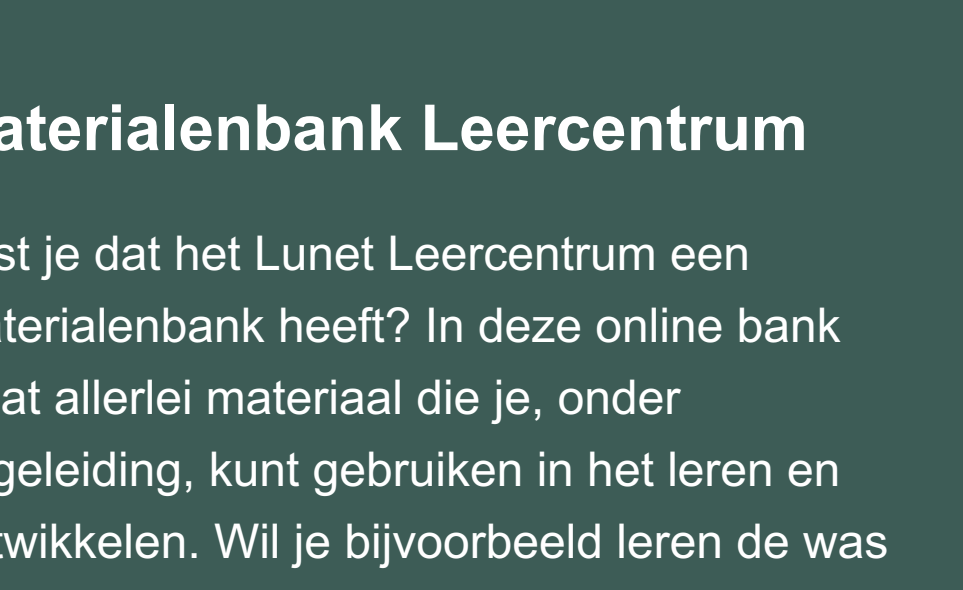 aterialenbank Leercentrum
st je dat het Lunet Leercentrum een
aterialenbank heeft? In deze online bank
at allerlei materiaal die je, onder
geleiding, kunt gebruiken in het leren en
twikkelen. Wil je bijvoorbeeld leren de was